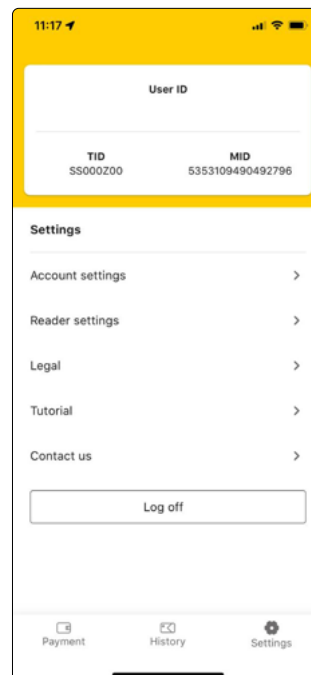 11:17
User ID
TID MID
SS000Z00 5353109490492796
Settings
Account settings
Reader settings
Legal
Tutorial
Contact us
Log off
Payment History Settings